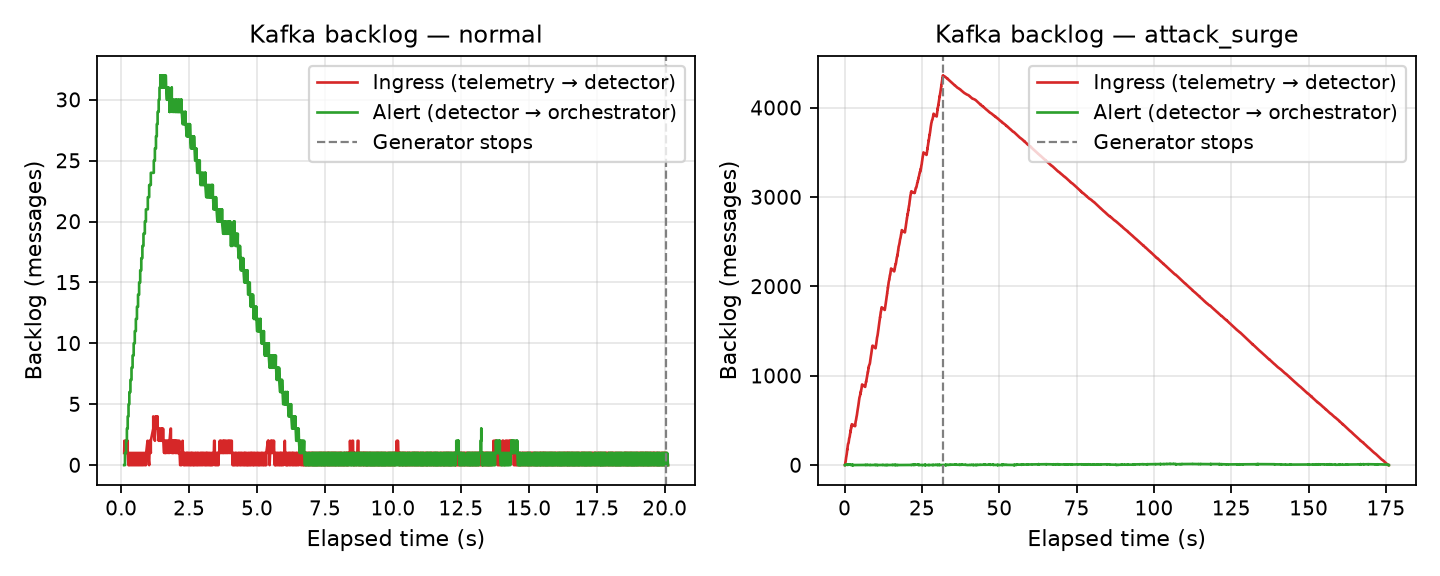 Kafka backlog — normal
Backlog (messages)
30
25
20
15
10
5
0
Ingress (telemetry → detector)
Alert (detector → orchestrator)
Generator stops
0.0 2.5 5.0 7.5 10.0 12.5 15.0 17.5 20.0
Elapsed time (s)
Kafka backlog — attack_surge
Backlog (messages)
4000
3000
2000
1000
0
Ingress (telemetry → detector)
Alert (detector → orchestrator)
Generator stops
0 25 50 75 100 125 150 175
Elapsed time (s)